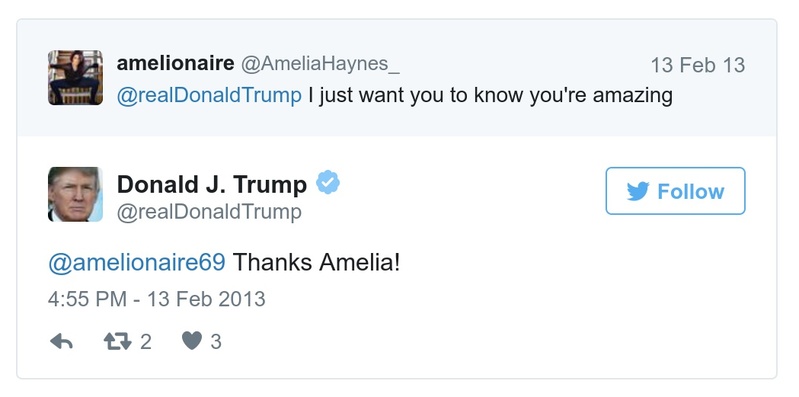 amelionaire @AmeliaHaynes_ 13 Feb 13
@realDonaldTrump I just want you to know you're amazing
Donald J. Trump
Follow
@realDonaldTrump
@amelionaire69 Thanks Amelia!
4:55 PM - 13 Feb 2013
2 3